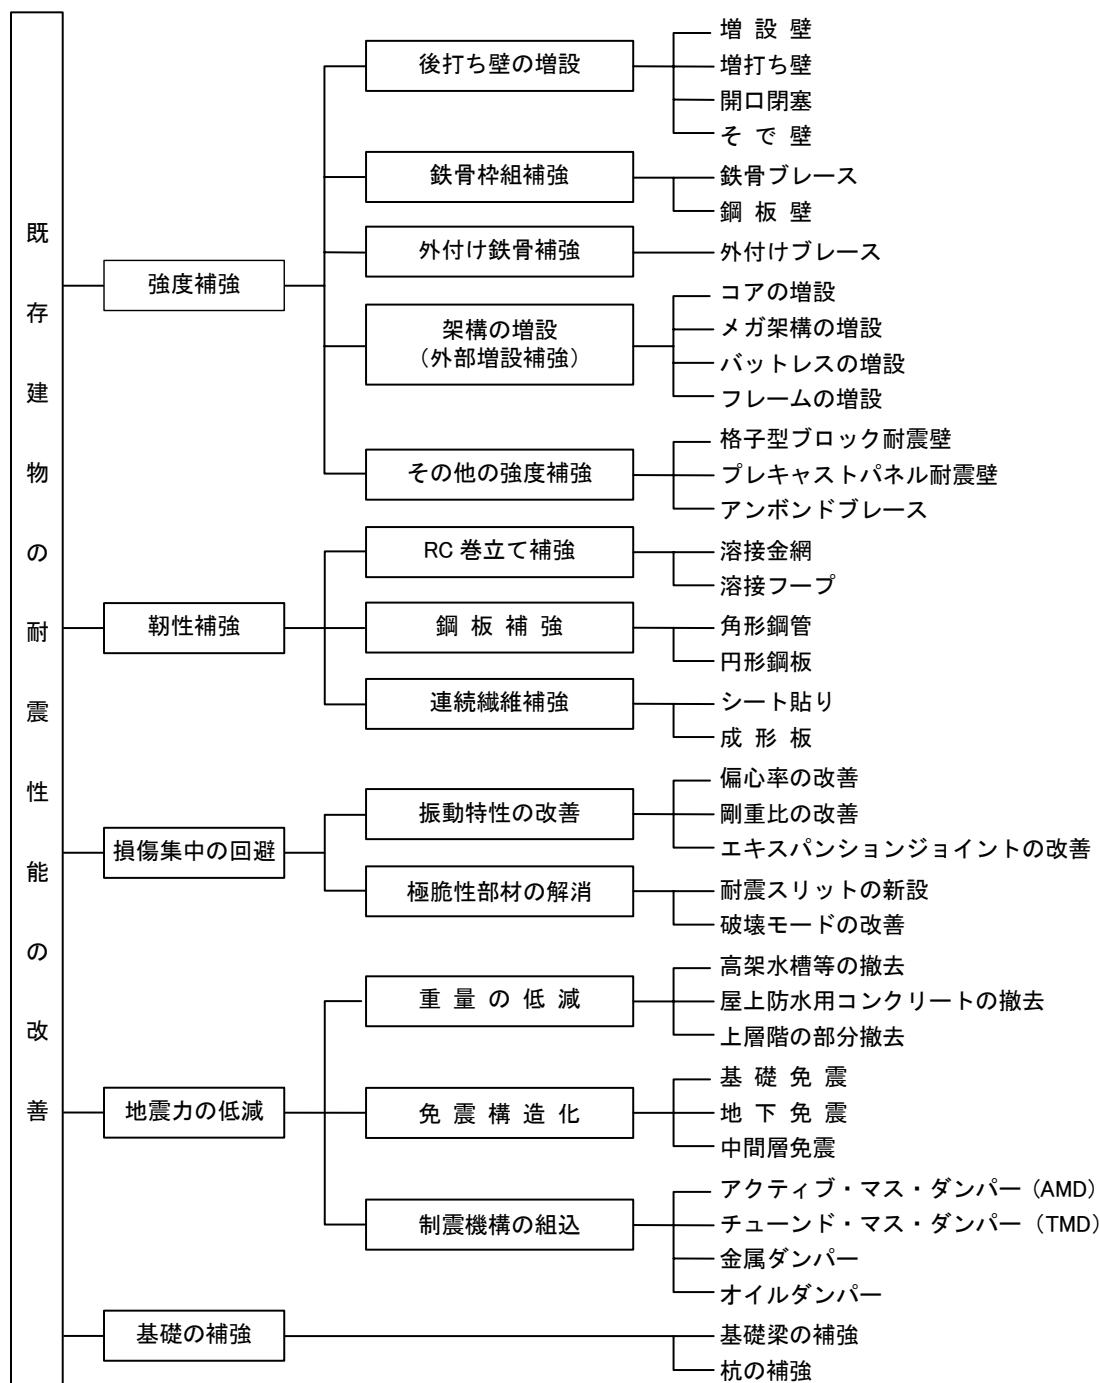 既存建物の耐震性能の改善
強度補強
後打ち壁の増設
増 設 壁
増打ち壁
開口閉塞
そ で 壁
鉄骨枠組補強
鉄骨ブレース
鋼 板 壁
外付け鉄骨補強
外付けブレース
架構の増設
（外部増設補強）
コアの増設
メガ架構の増設
バットレスの増設
フレームの増設
その他の強度補強
格子型ブロック耐震壁
プレキャストパネル耐震壁
アンボンドブレース
靭性補強
RC 巻立て補強
溶接金網
溶接フープ
鋼 板 補 強
角形鋼管
円形鋼板
連続繊維補強
シート貼り
成 形 板
損傷集中の回避
振動特性の改善
偏心率の改善
剛重比の改善
エキスパンションジョイントの改善
極脆性部材の解消
耐震スリットの新設
破壊モードの改善
地震力の低減
重 量 の 低 減
高架水槽等の撤去
屋上防水用コンクリートの撤去
上層階の部分撤去
免 震 構 造 化
基 礎 免 震
地 下 免 震
中間層免震
制震機構の組込
アクティブ・マス・ダンパー（AMD）
チューンド・マス・ダンパー（TMD）
金属ダンパー
オイルダンパー
基礎の補強
基礎梁の補強
杭の補強